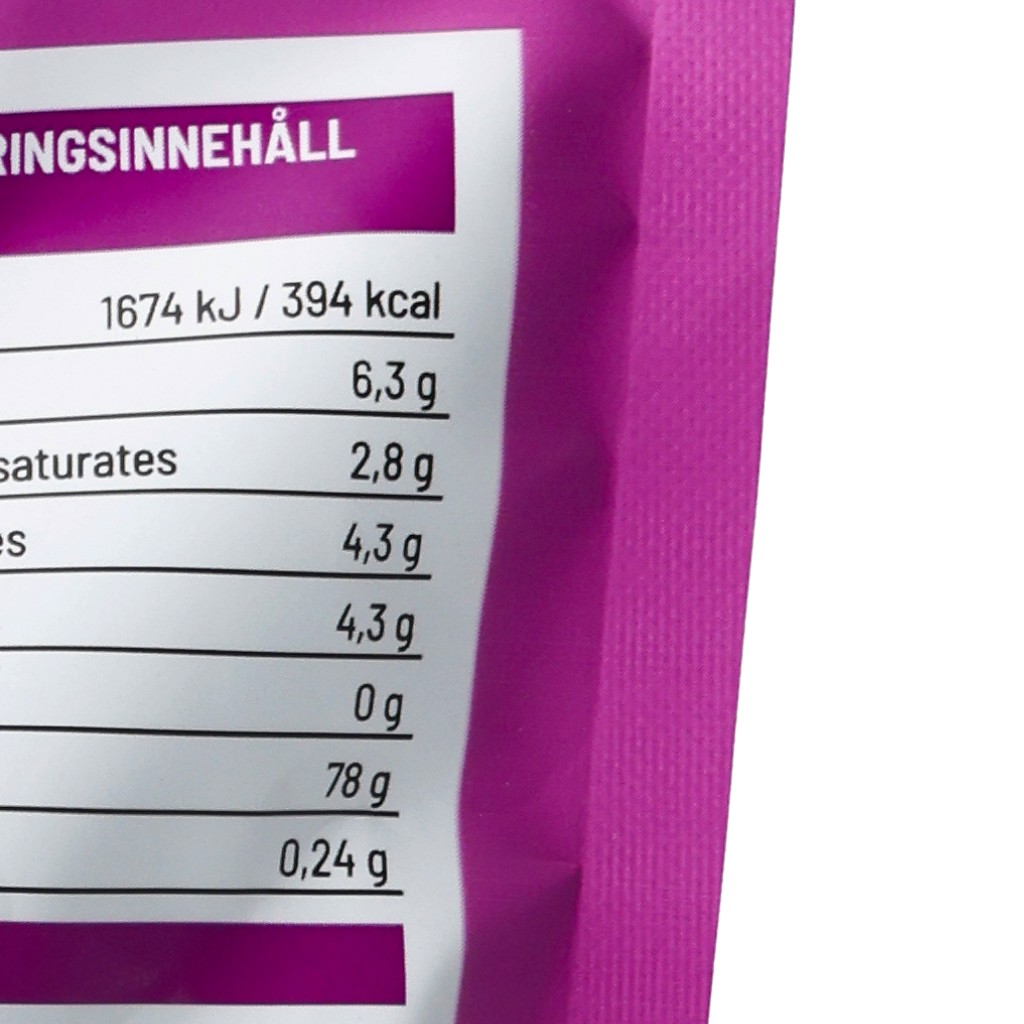 RINGSINNEHÅLL
1674 kJ / 394 kcal
6,3 g
saturates 2,8 g
es 4,3 g
4,3 g
0 g
78 g
0,24 g